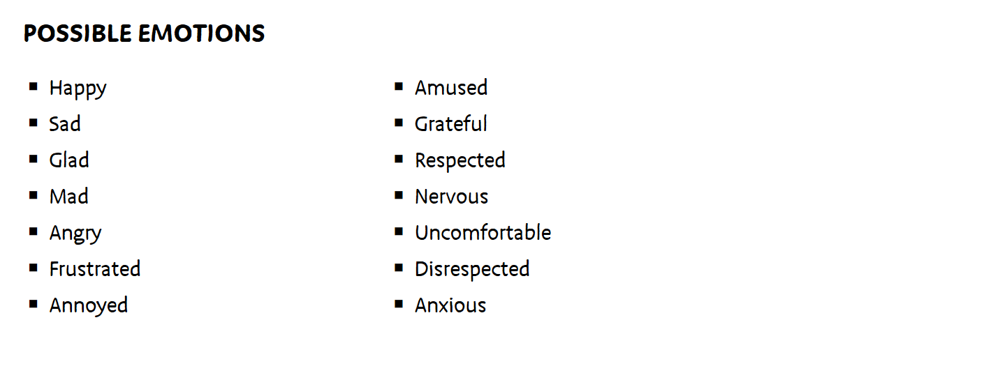 POSSIBLE EMOTIONS
▪ Happy
▪ Sad
▪ Glad
▪ Mad
▪ Angry
▪ Frustrated
▪ Annoyed
▪ Amused
▪ Grateful
▪ Respected
▪ Nervous
▪ Uncomfortable
▪ Disrespected
▪ Anxious